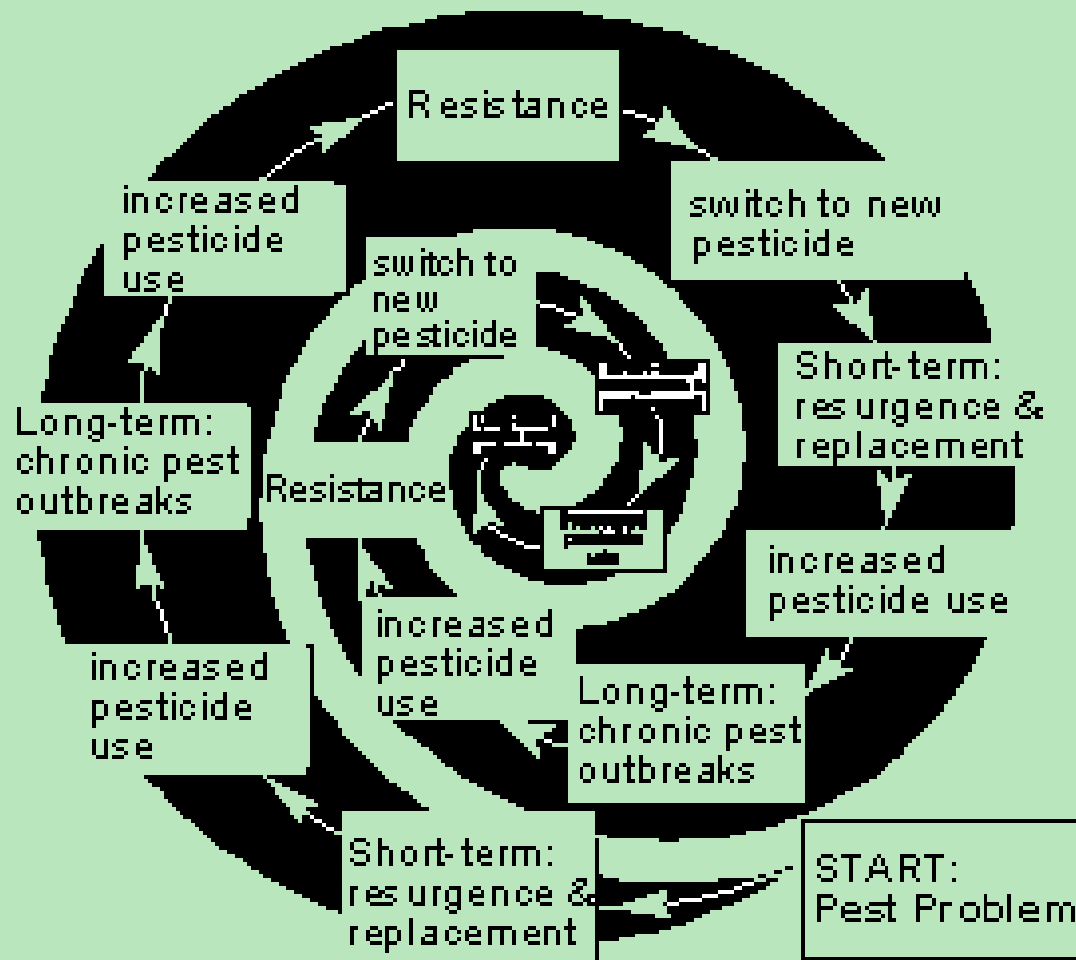 START:
Pest Problem
Short-term:
resurgence &
replacement
increased
pesticide
use
Long-term:
chronic pest
outbreaks
increased
pesticide
use
Resistance
switch to new
pesticide
Short-term:
resurgence &
replacement
increased
pesticide use
Long-term:
chronic pest
outbreaks
increased
pesticide
use
Resistance
switch to
new
pesticide